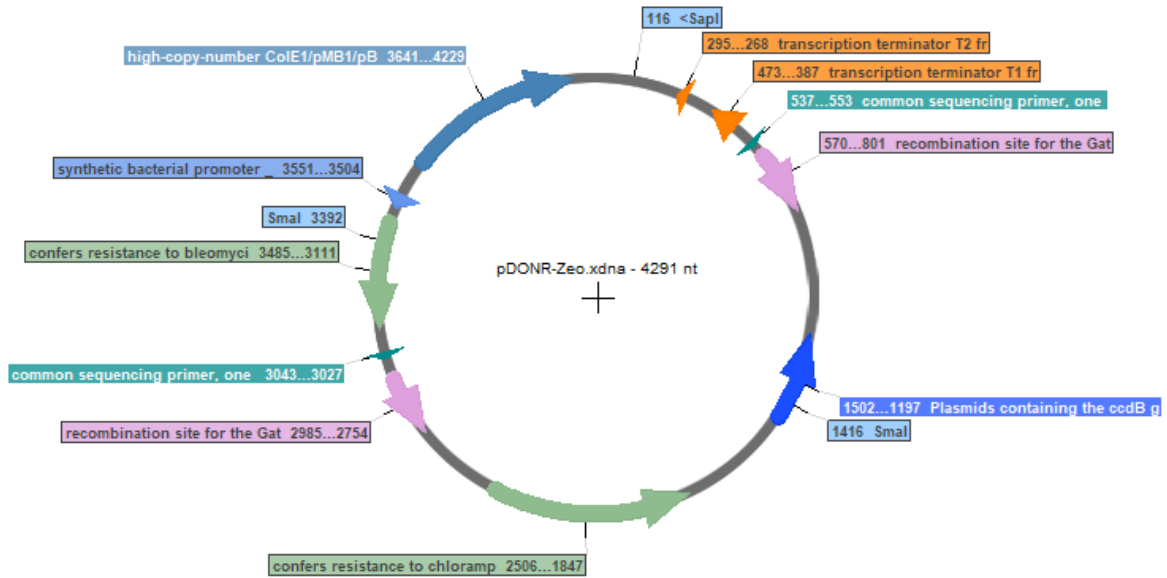 116 <SapI
295...268 transcription terminator T2 fr
high-copy-number ColE1/pMB1/pB 3641...4229
473...387 transcription terminator T1 fr
537...553 common sequencing primer, one
570...801 recombination site for the Gat
synthetic bacterial promoter _ 3551...3504
SmaI 3392
confers resistance to bleomyci 3485...3111
pDONR-Zeo.xdna - 4291 nt
common sequencing primer, one 3043...3027
1502...1197 Plasmids containing the ccdB g
recombination site for the Gat 2985...2754
1416 SmaI
confers resistance to chloramp 2506...1847